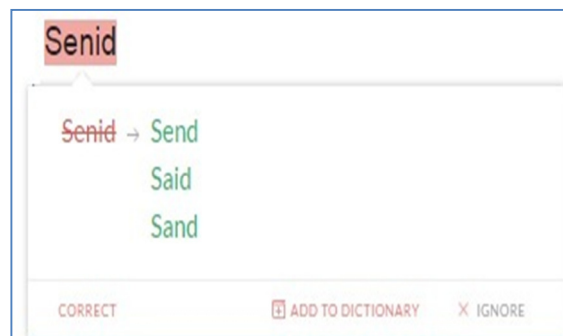 Senid
Senid → Send
Said
Sand
CORRECT ADD TO DICTIONARY × IGNORE